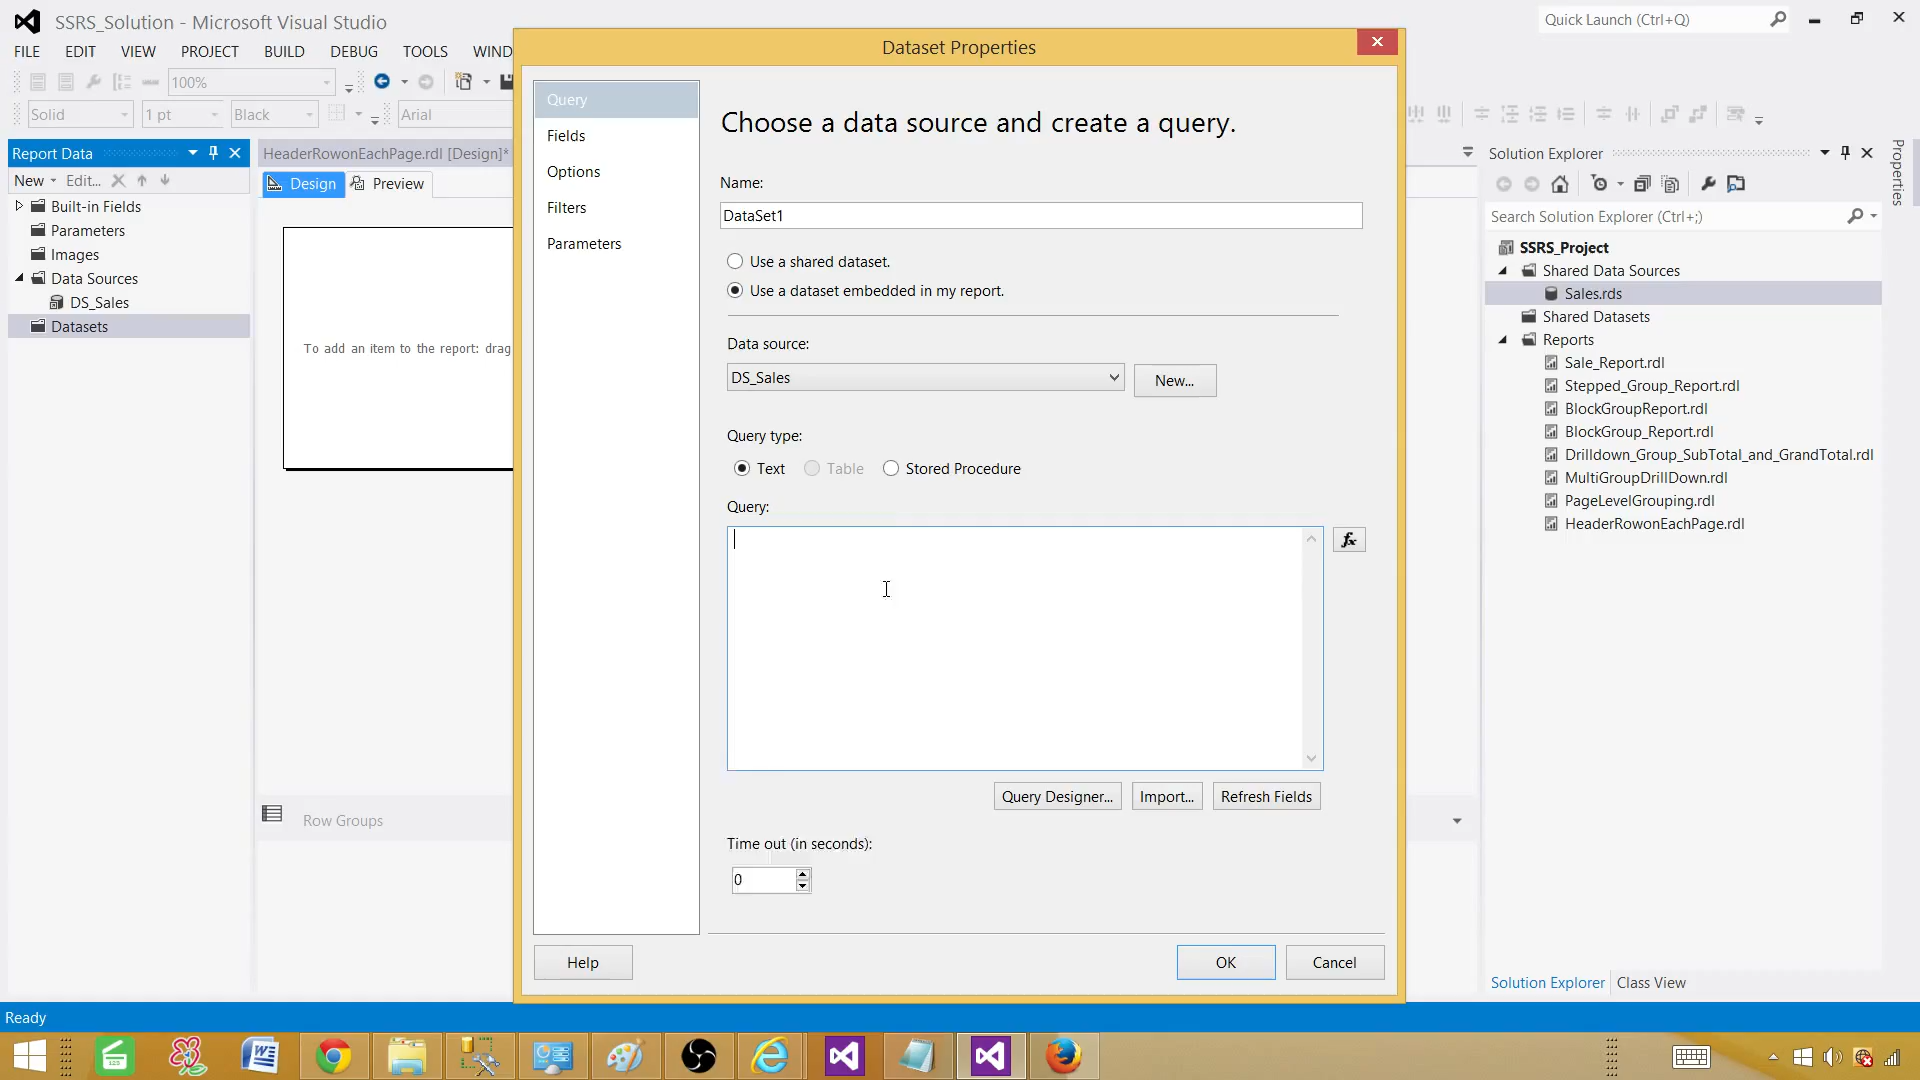 SSRS_Solution - Microsoft Visual Studio
Quick Launch (Ctrl+Q)
FILE EDIT VIEW PROJECT BUILD DEBUG TOOLS WIND
100%
Solid 1 pt Black Arial
Report Data
New Edit...
Built-in Fields
Parameters
Images
Data Sources
DS_Sales
Datasets
HeaderRowonEachPage.rdl [Design]*
Design Preview
To add an item to the report: drag
Row Groups
Dataset Properties
Query
Fields
Options
Filters
Parameters
Choose a data source and create a query.
Name:
DataSet1
Use a shared dataset.
Use a dataset embedded in my report.
Data source:
DS_Sales
New...
Query type:
Text Table Stored Procedure
Query:
fx
Query Designer... Import... Refresh Fields
Time out (in seconds):
0
Help OK Cancel
Solution Explorer
Search Solution Explorer (Ctrl+;)
SSRS_Project
Shared Data Sources
Sales.rds
Shared Datasets
Reports
Sale_Report.rdl
Stepped_Group_Report.rdl
BlockGroupReport.rdl
BlockGroup_Report.rdl
Drilldown_Group_SubTotal_and_GrandTotal.rdl
MultiGroupDrillDown.rdl
PageLevelGrouping.rdl
HeaderRowonEachPage.rdl
Solution Explorer Class View
Properties
Ready